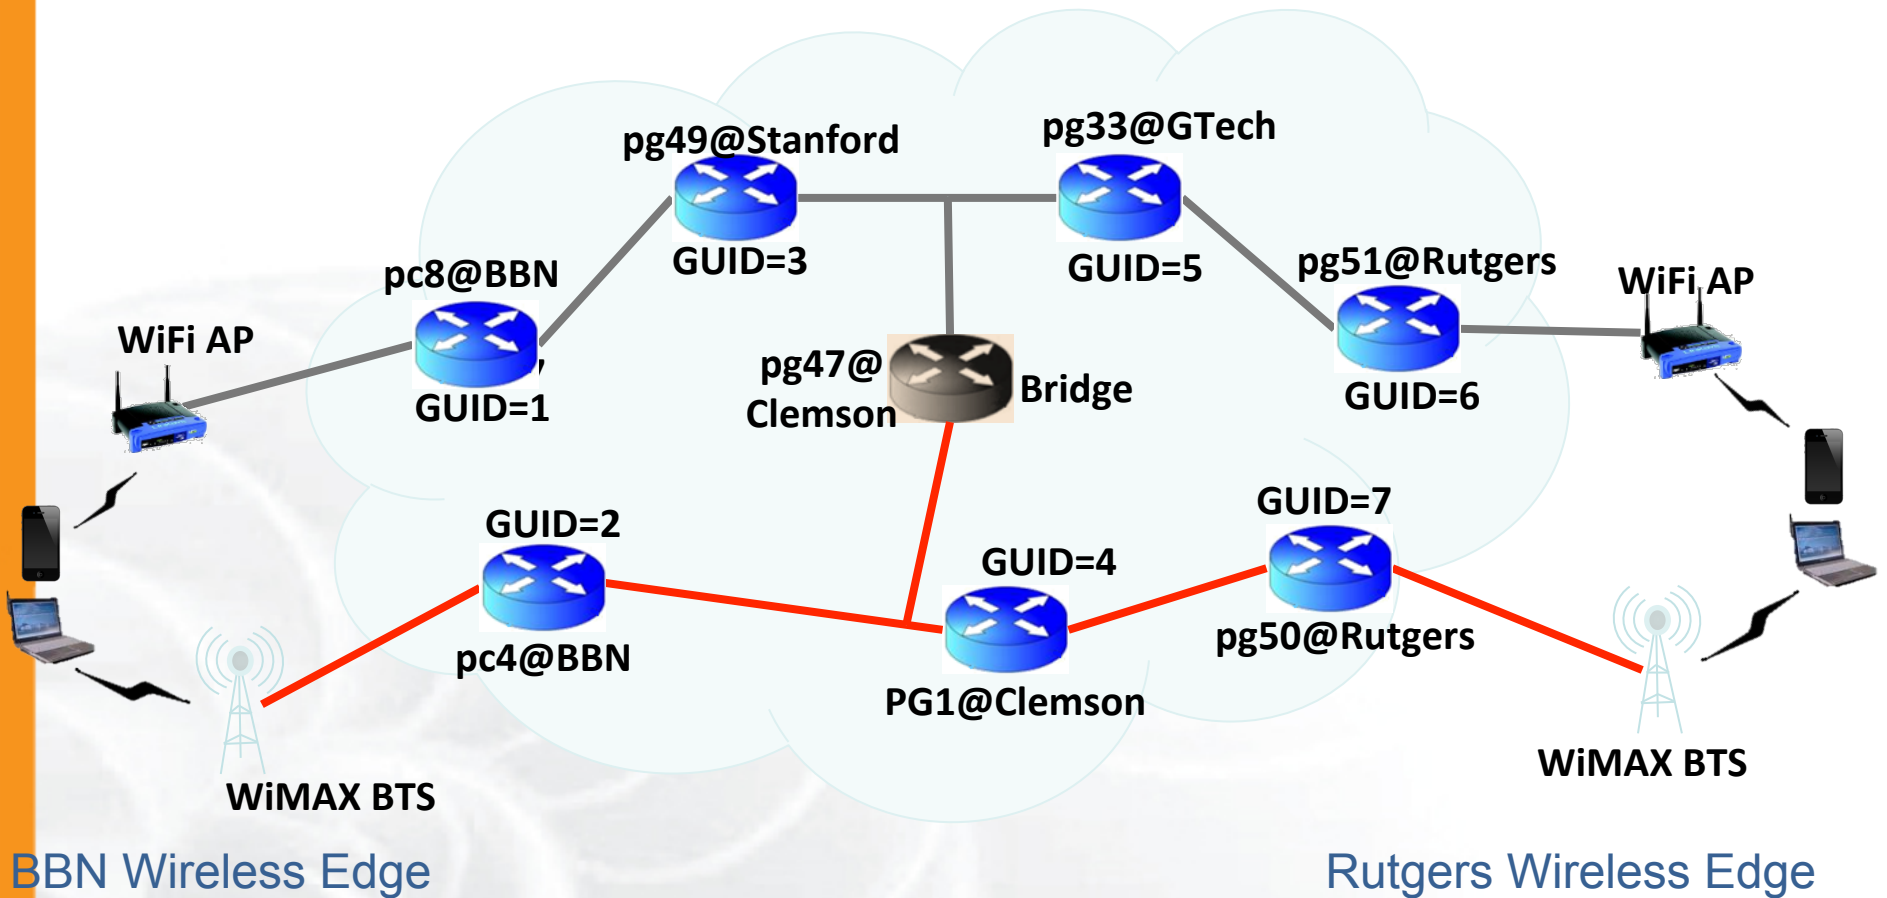 pg49@Stanford
pg33@GTech
GUID=3
GUID=5
pc8@BBN
pg51@Rutgers
WiFi AP
WiFi AP
GUID=1
pg47@
Clemson
Bridge
GUID=6
GUID=2
GUID=7
GUID=4
pc4@BBN
pg50@Rutgers
PG1@Clemson
WiMAX BTS
WiMAX BTS
BBN Wireless Edge
Rutgers Wireless Edge